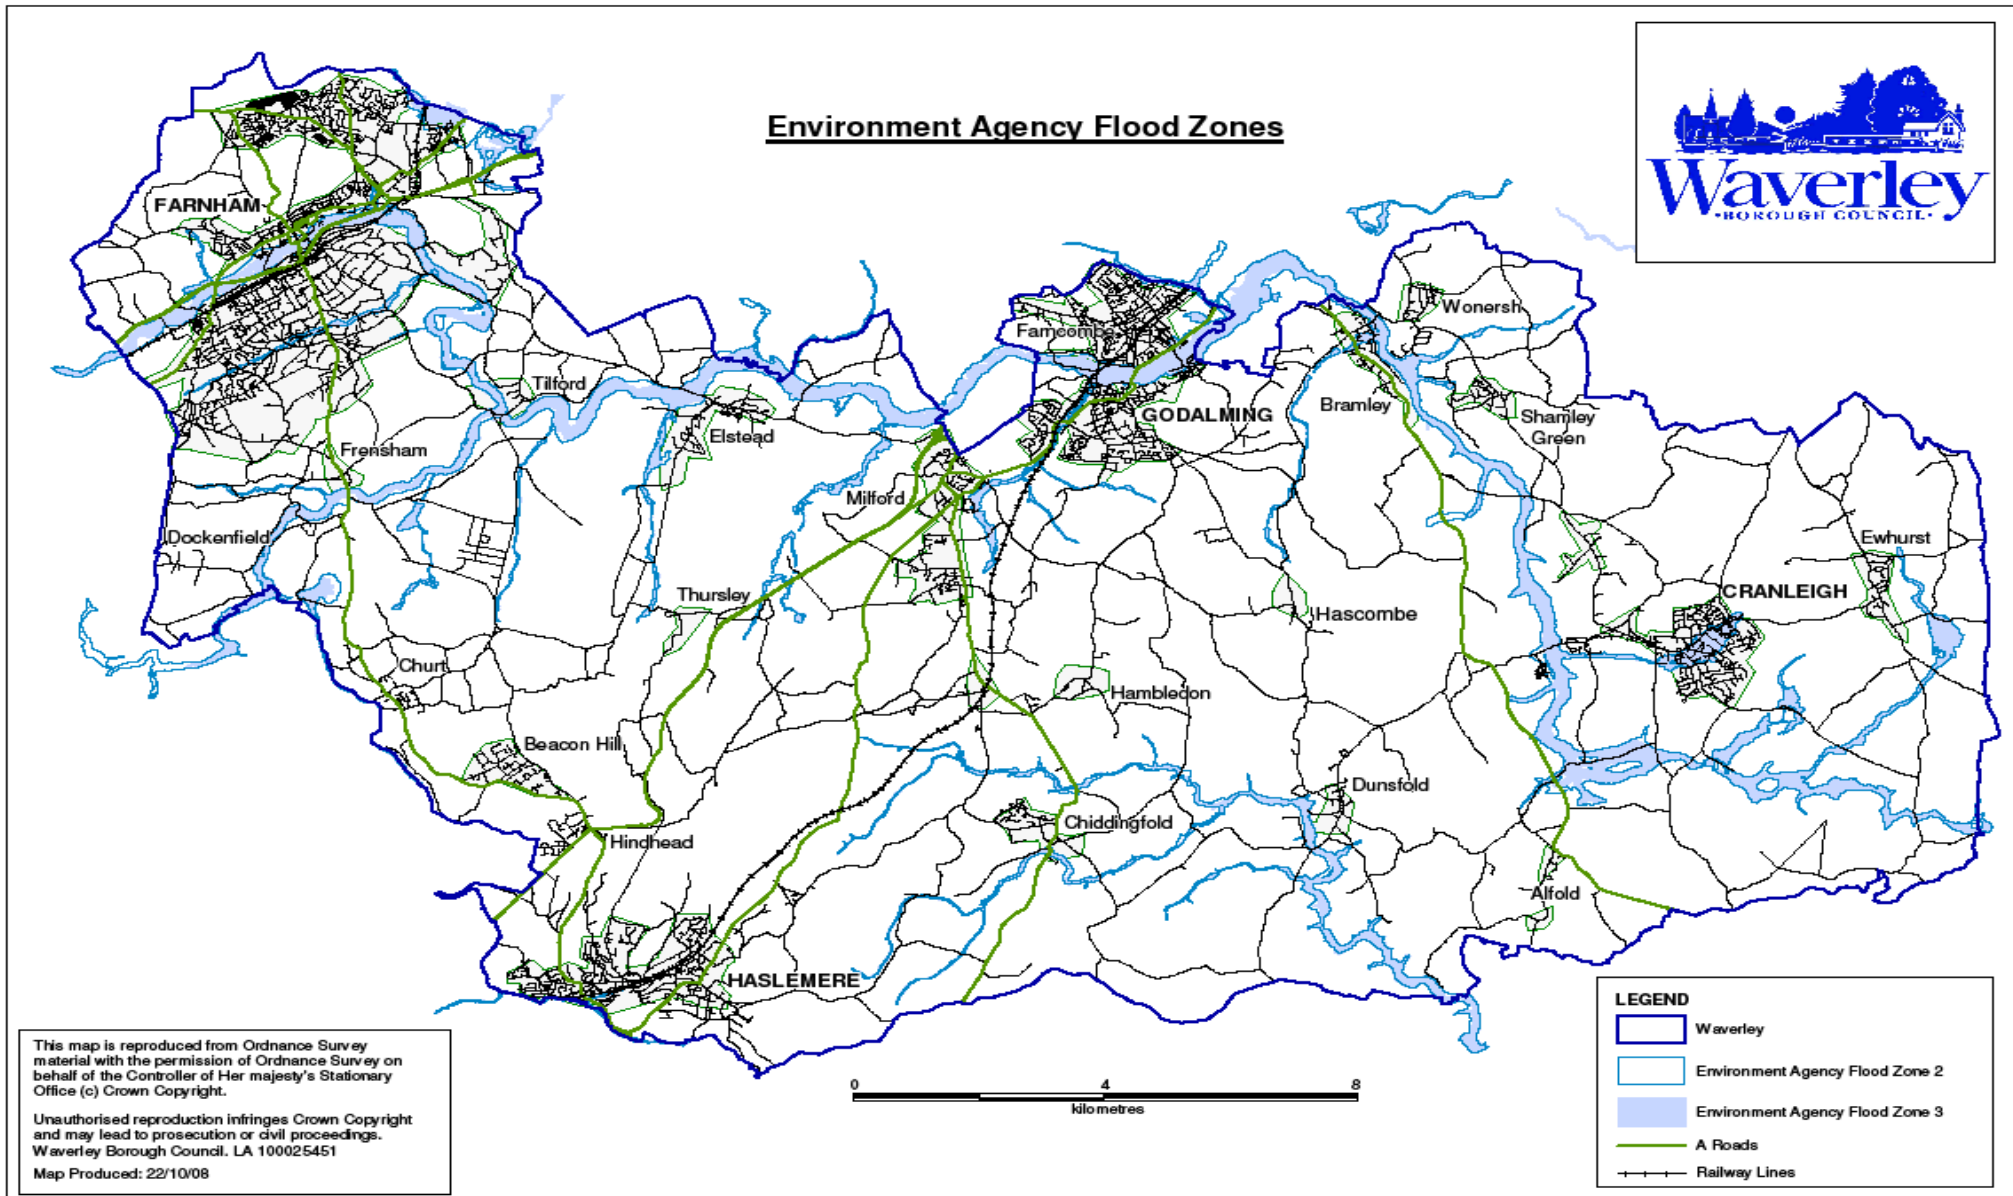 Environment Agency Flood Zones
Waverley
·BOROUGH COUNCIL·
FARNHAM
Wonersh
Farncombe
Tilford
Elstead
GODALMING
Bramley
Shamley
Green
Frensham
Milford
Dockenfield
Ewhurst
Thursley
CRANLEIGH
Hascombe
Churt
Hambledon
Beacon Hill
Dunsfold
Chiddingfold
Hindhead
Alfold
HASLEMERE
This map is reproduced from Ordnance Survey
material with the permission of Ordnance Survey on
behalf of the Controller of Her majesty's Stationary
Office (c) Crown Copyright.
Unauthorised reproduction infringes Crown Copyright
and may lead to prosecution or civil proceedings.
Waverley Borough Council. LA 100025451
Map Produced: 22/10/08
0 4 8
kilometres
LEGEND
Waverley
Environment Agency Flood Zone 2
Environment Agency Flood Zone 3
A Roads
Railway Lines